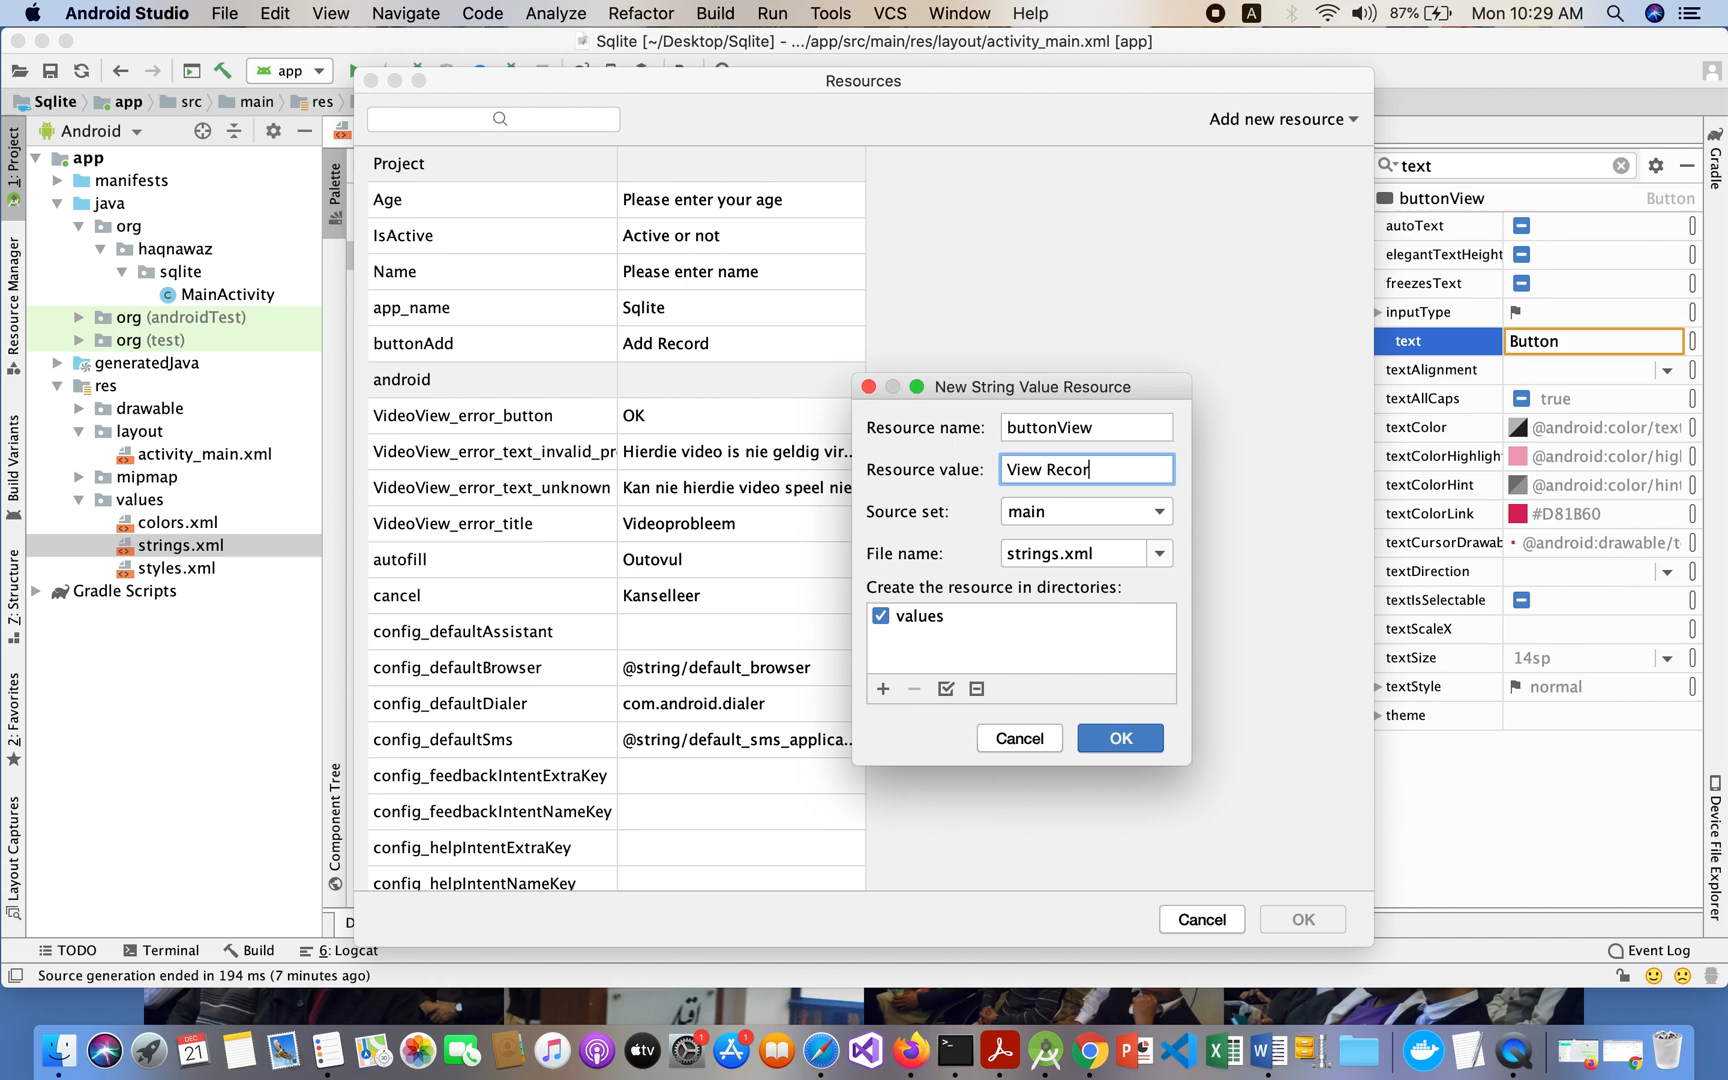 Android Studio File Edit View Navigate Code Analyze Refactor Build Run Tools VCS Window Help A 87% Mon 10:29 AM
Sqlite [~/Desktop/Sqlite] - .../app/src/main/res/layout/activity_main.xml [app]
app
Sqlite app src main res
Android
1: Project
Resource Manager
Build Variants
Z: Structure
2: Favorites
Layout Captures
app
manifests
java
org
haqnawaz
sqlite
MainActivity
org (androidTest)
org (test)
generatedJava
res
drawable
layout
activity_main.xml
mipmap
values
colors.xml
strings.xml
styles.xml
Gradle Scripts
Palette
Component Tree
Resources
Add new resource
Project
Age Please enter your age
IsActive Active or not
Name Please enter name
app_name Sqlite
buttonAdd Add Record
android
VideoView_error_button OK
VideoView_error_text_invalid_pr Hierdie video is nie geldig vir...
VideoView_error_text_unknown Kan nie hierdie video speel nie
VideoView_error_title Videoprobleem
autofill Outovul
cancel Kanselleer
config_defaultAssistant
config_defaultBrowser @string/default_browser
config_defaultDialer com.android.dialer
config_defaultSms @string/default_sms_applica...
config_feedbackIntentExtraKey
config_feedbackIntentNameKey
config_helpIntentExtraKey
config_helpIntentNameKey
Cancel OK
New String Value Resource
Resource name: buttonView
Resource value: View Recor
Source set: main
File name: strings.xml
Create the resource in directories:
values
Cancel OK
text
buttonView Button
autoText
elegantTextHeight
freezesText
inputType
text Button
textAlignment
textAllCaps true
textColor @android:color/text
textColorHighligh @android:color/higl
textColorHint @android:color/hint
textColorLink #D81B60
textCursorDrawab @android:drawable/t
textDirection
textIsSelectable
textScaleX
textSize 14sp
textStyle normal
theme
Gradle
Device File Explorer
TODO Terminal Build 6: Logcat Event Log
Source generation ended in 194 ms (7 minutes ago)
DEC
21
tv
1
1